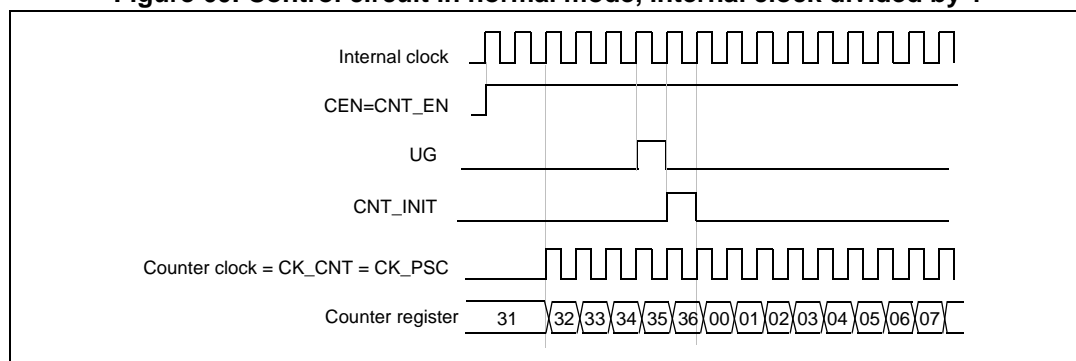 Figure 69. Control circuit in normal mode, internal clock divided by 1
Internal clock
CEN=CNT_EN
UG
CNT_INIT
Counter clock = CK_CNT = CK_PSC
Counter register 31 32 33 34 35 36 00 01 02 03 04 05 06 07